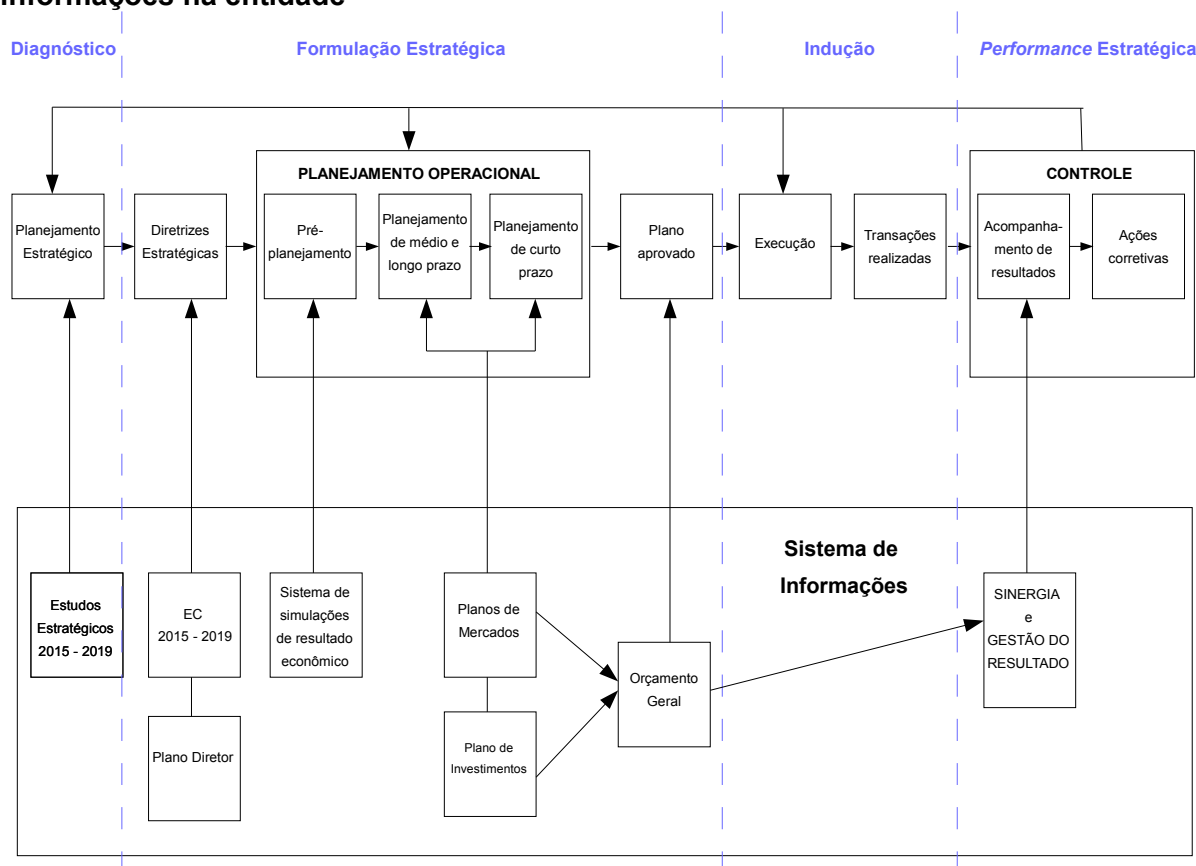 informações na entidade
Diagnóstico
Formulação Estratégica
Indução
Performance Estratégica
PLANEJAMENTO OPERACIONAL
CONTROLE
Planejamento
Estratégico
Diretrizes
Estratégicas
Pré-
planejamento
Planejamento
de médio e
longo prazo
Planejamento
de curto
prazo
Plano
aprovado
Execução
Transações
realizadas
Acompanha-
mento de
resultados
Ações
corretivas
Sistema de
Informações
Estudos
Estratégicos
2015 - 2019
EC
2015 - 2019
Sistema de
simulações
de resultado
econômico
Planos de
Mercados
Orçamento
Geral
SINERGIA
e
GESTÃO DO
RESULTADO
Plano Diretor
Plano de
Investimentos